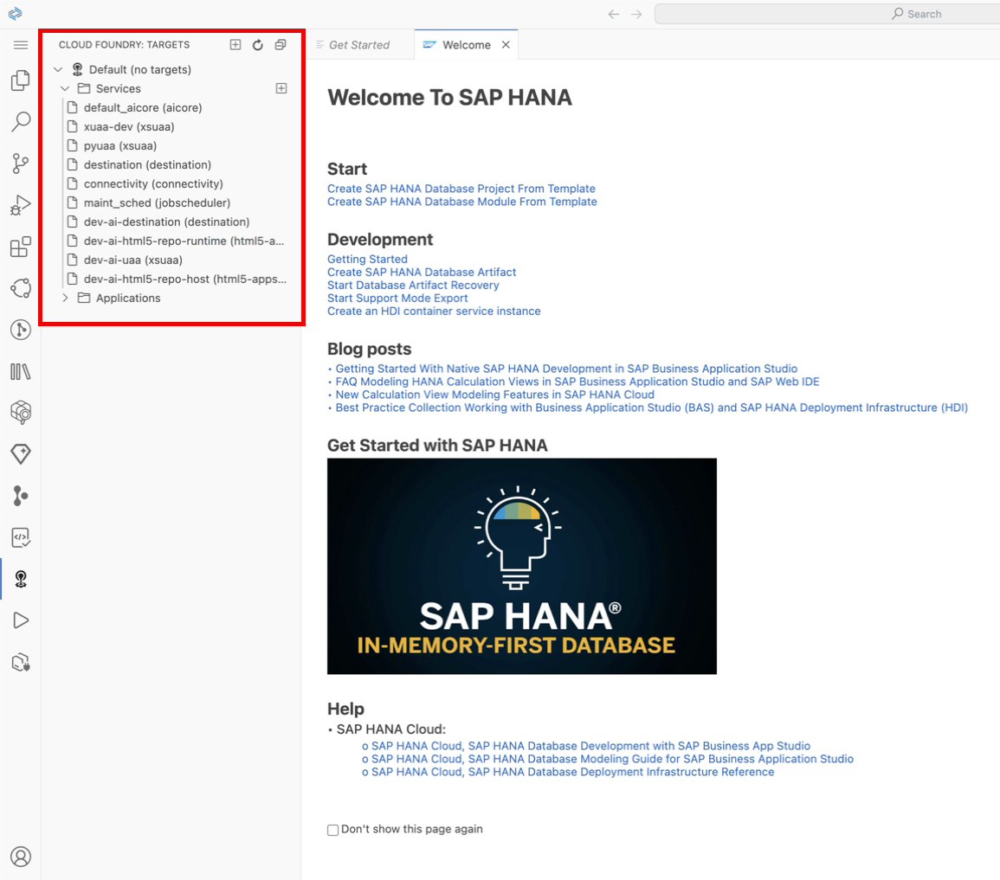 Search
CLOUD FOUNDRY: TARGETS
Default (no targets)
Services
default_aicore (aicore)
xuaa-dev (xsuaa)
pyuaa (xsuaa)
destination (destination)
connectivity (connectivity)
maint_sched (jobscheduler)
dev-ai-destination (destination)
dev-ai-html5-repo-runtime (html5-a...
dev-ai-uaa (xsuaa)
dev-ai-html5-repo-host (html5-apps...
Applications
Get Started
SAP Welcome
Welcome To SAP HANA
Start
Create SAP HANA Database Project From Template
Create SAP HANA Database Module From Template
Development
Getting Started
Create SAP HANA Database Artifact
Start Database Artifact Recovery
Start Support Mode Export
Create an HDI container service instance
Blog posts
• Getting Started With Native SAP HANA Development in SAP Business Application Studio
• FAQ Modeling HANA Calculation Views in SAP Business Application Studio and SAP Web IDE
• New Calculation View Modeling Features in SAP HANA Cloud
• Best Practice Collection Working with Business Application Studio (BAS) and SAP HANA Deployment Infrastructure (HDI)
Get Started with SAP HANA
SAP HANA®
IN-MEMORY-FIRST DATABASE
Help
• SAP HANA Cloud:
o SAP HANA Cloud, SAP HANA Database Development with SAP Business App Studio
o SAP HANA Cloud, SAP HANA Database Modeling Guide for SAP Business Application Studio
o SAP HANA Cloud, SAP HANA Database Deployment Infrastructure Reference
Don't show this page again